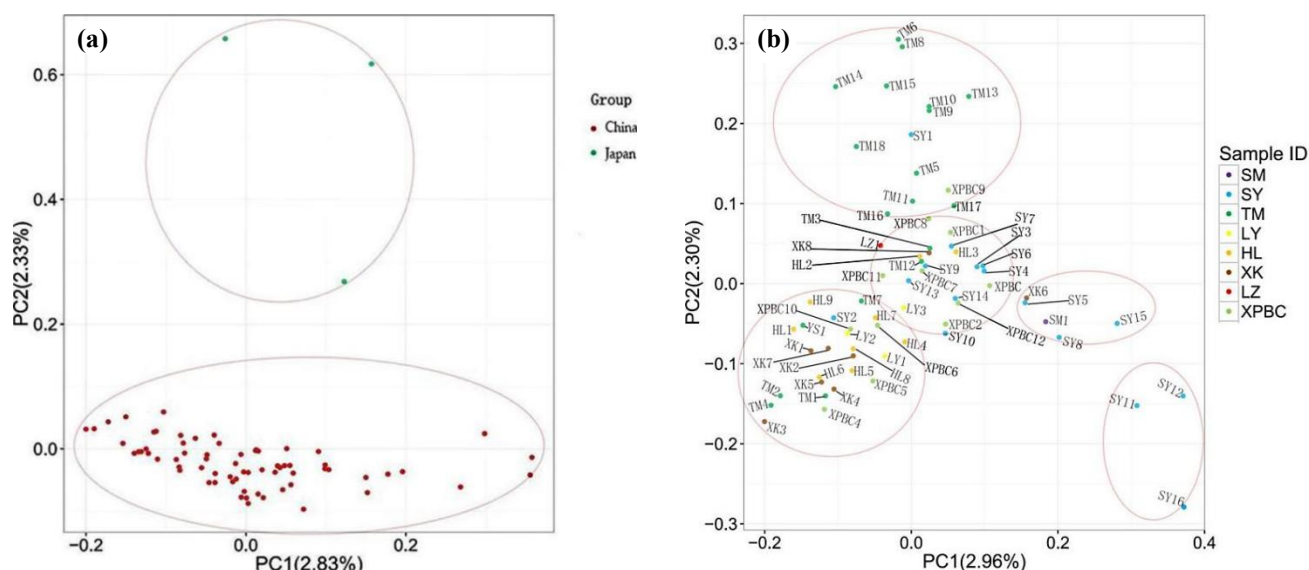 (a)
0.6
0.4
0.2
0.0
−0.2
0.0
0.2
PC1(2.83%)
PC2(2.33%)
Group
China
Japan
(b)
0.3
0.2
0.1
0.0
−0.1
−0.2
−0.3
−0.2
0.0
0.2
0.4
PC1(2.96%)
PC2(2.30%)
TM6
TM8
TM14
TM15
TM10
TM13
TM9
SY1
TM18
TM5
XPBC9
TM11
TM17
TM16
XPBC8
TM3
XPBC1
SY7
SY3
XK8
LZ1
HL3
SY6
HL2
TM12
SY9
SY4
XPBC11
XPBC7
XPBC
SY13
SY14
XK6
SY5
XPBC10
HL9
TM7
LY3
SM1
SY15
SY2
HL7
XPBC2
XPBC12
HL1
YS1
LY2
SY10
SY8
XK1
HL4
XK7
LY1
XPBC6
XK2
HL8
HL6
HL5
XK5
XPBC5
TM2
XK4
TM1
TM4
XPBC4
XK3
SY12
SY11
SY16
Sample ID
SM
SY
TM
LY
HL
XK
LZ
XPBC